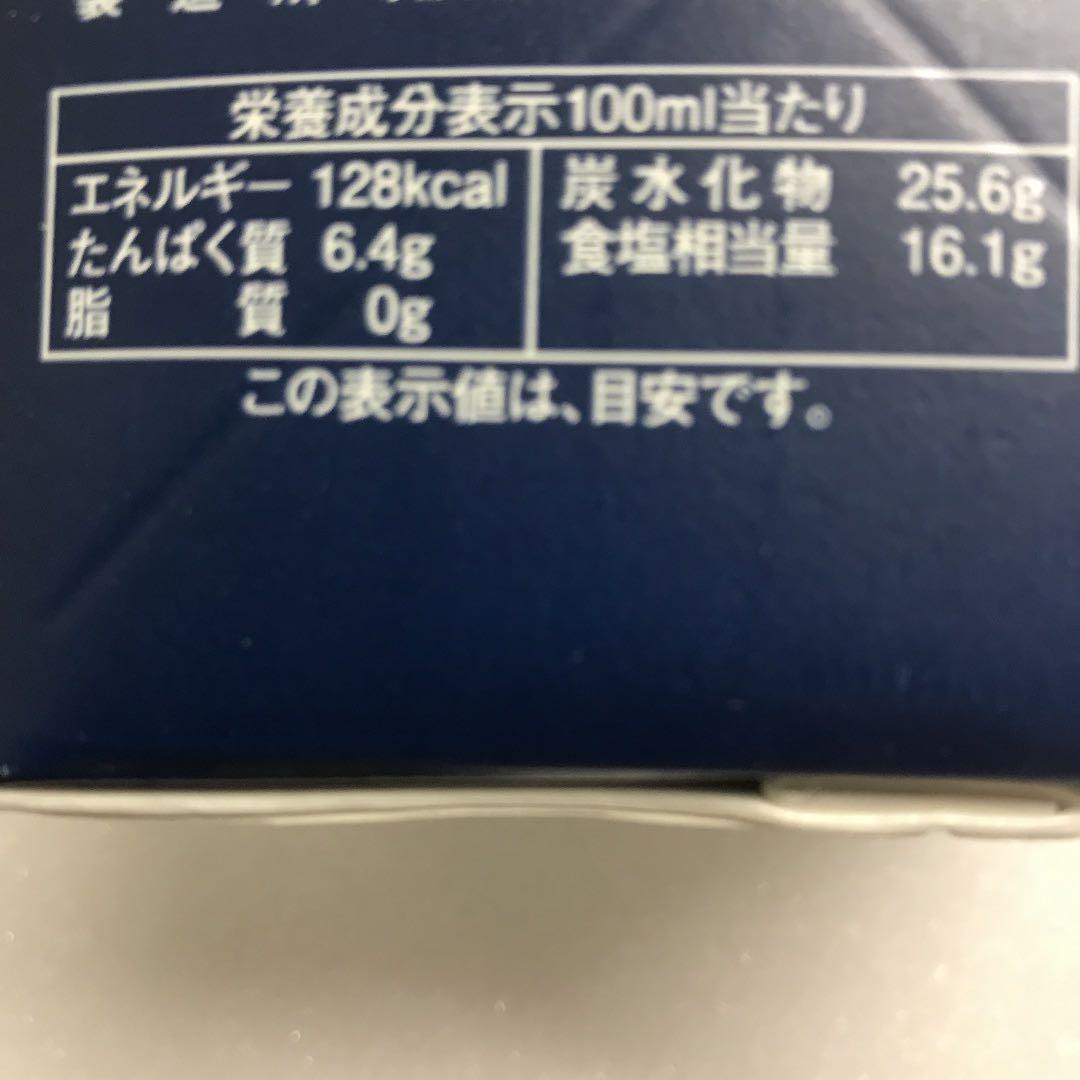 栄養成分表示100ml当たり
エネルギー 128kcal
たんぱく質 6.4g
脂質 0g
炭水化物 25.6g
食塩相当量 16.1g
この表示値は、目安です。